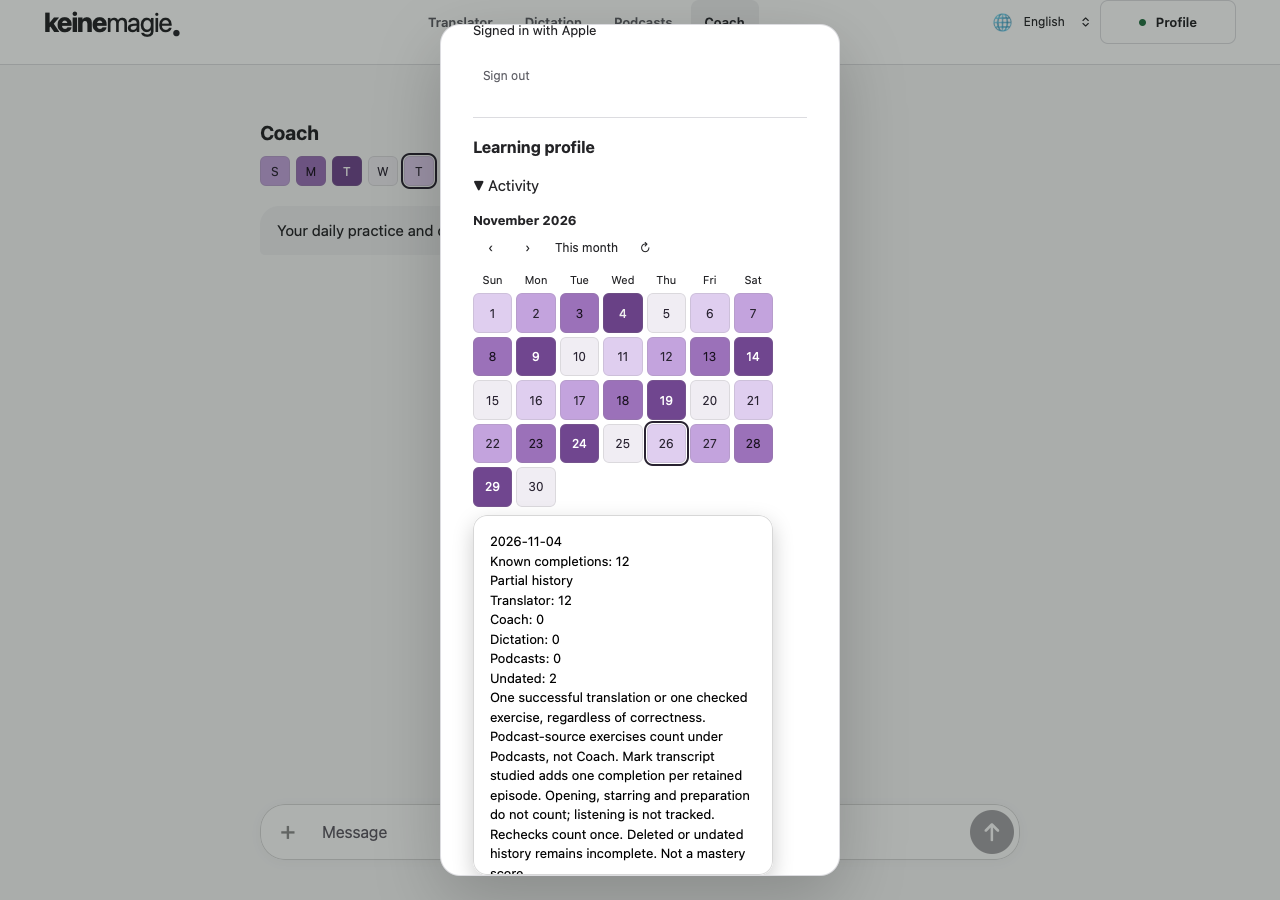 keinemagie.
Translator Dictation Podcasts Coach
English
Profile
Signed in with Apple
Sign out
Coach
S M T W T
Your daily practice and
Learning profile
▼ Activity
November 2026
‹ › This month ↻
Sun Mon Tue Wed Thu Fri Sat
1 2 3 4 5 6 7
8 9 10 11 12 13 14
15 16 17 18 19 20 21
22 23 24 25 26 27 28
29 30
2026-11-04
Known completions: 12
Partial history
Translator: 12
Coach: 0
Dictation: 0
Podcasts: 0
Undated: 2
One successful translation or one checked
exercise, regardless of correctness.
Podcast-source exercises count under
Podcasts, not Coach. Mark transcript
studied adds one completion per retained
episode. Opening, starring and preparation
do not count; listening is not tracked.
Rechecks count once. Deleted or undated
history remains incomplete. Not a mastery
score.
+ Message